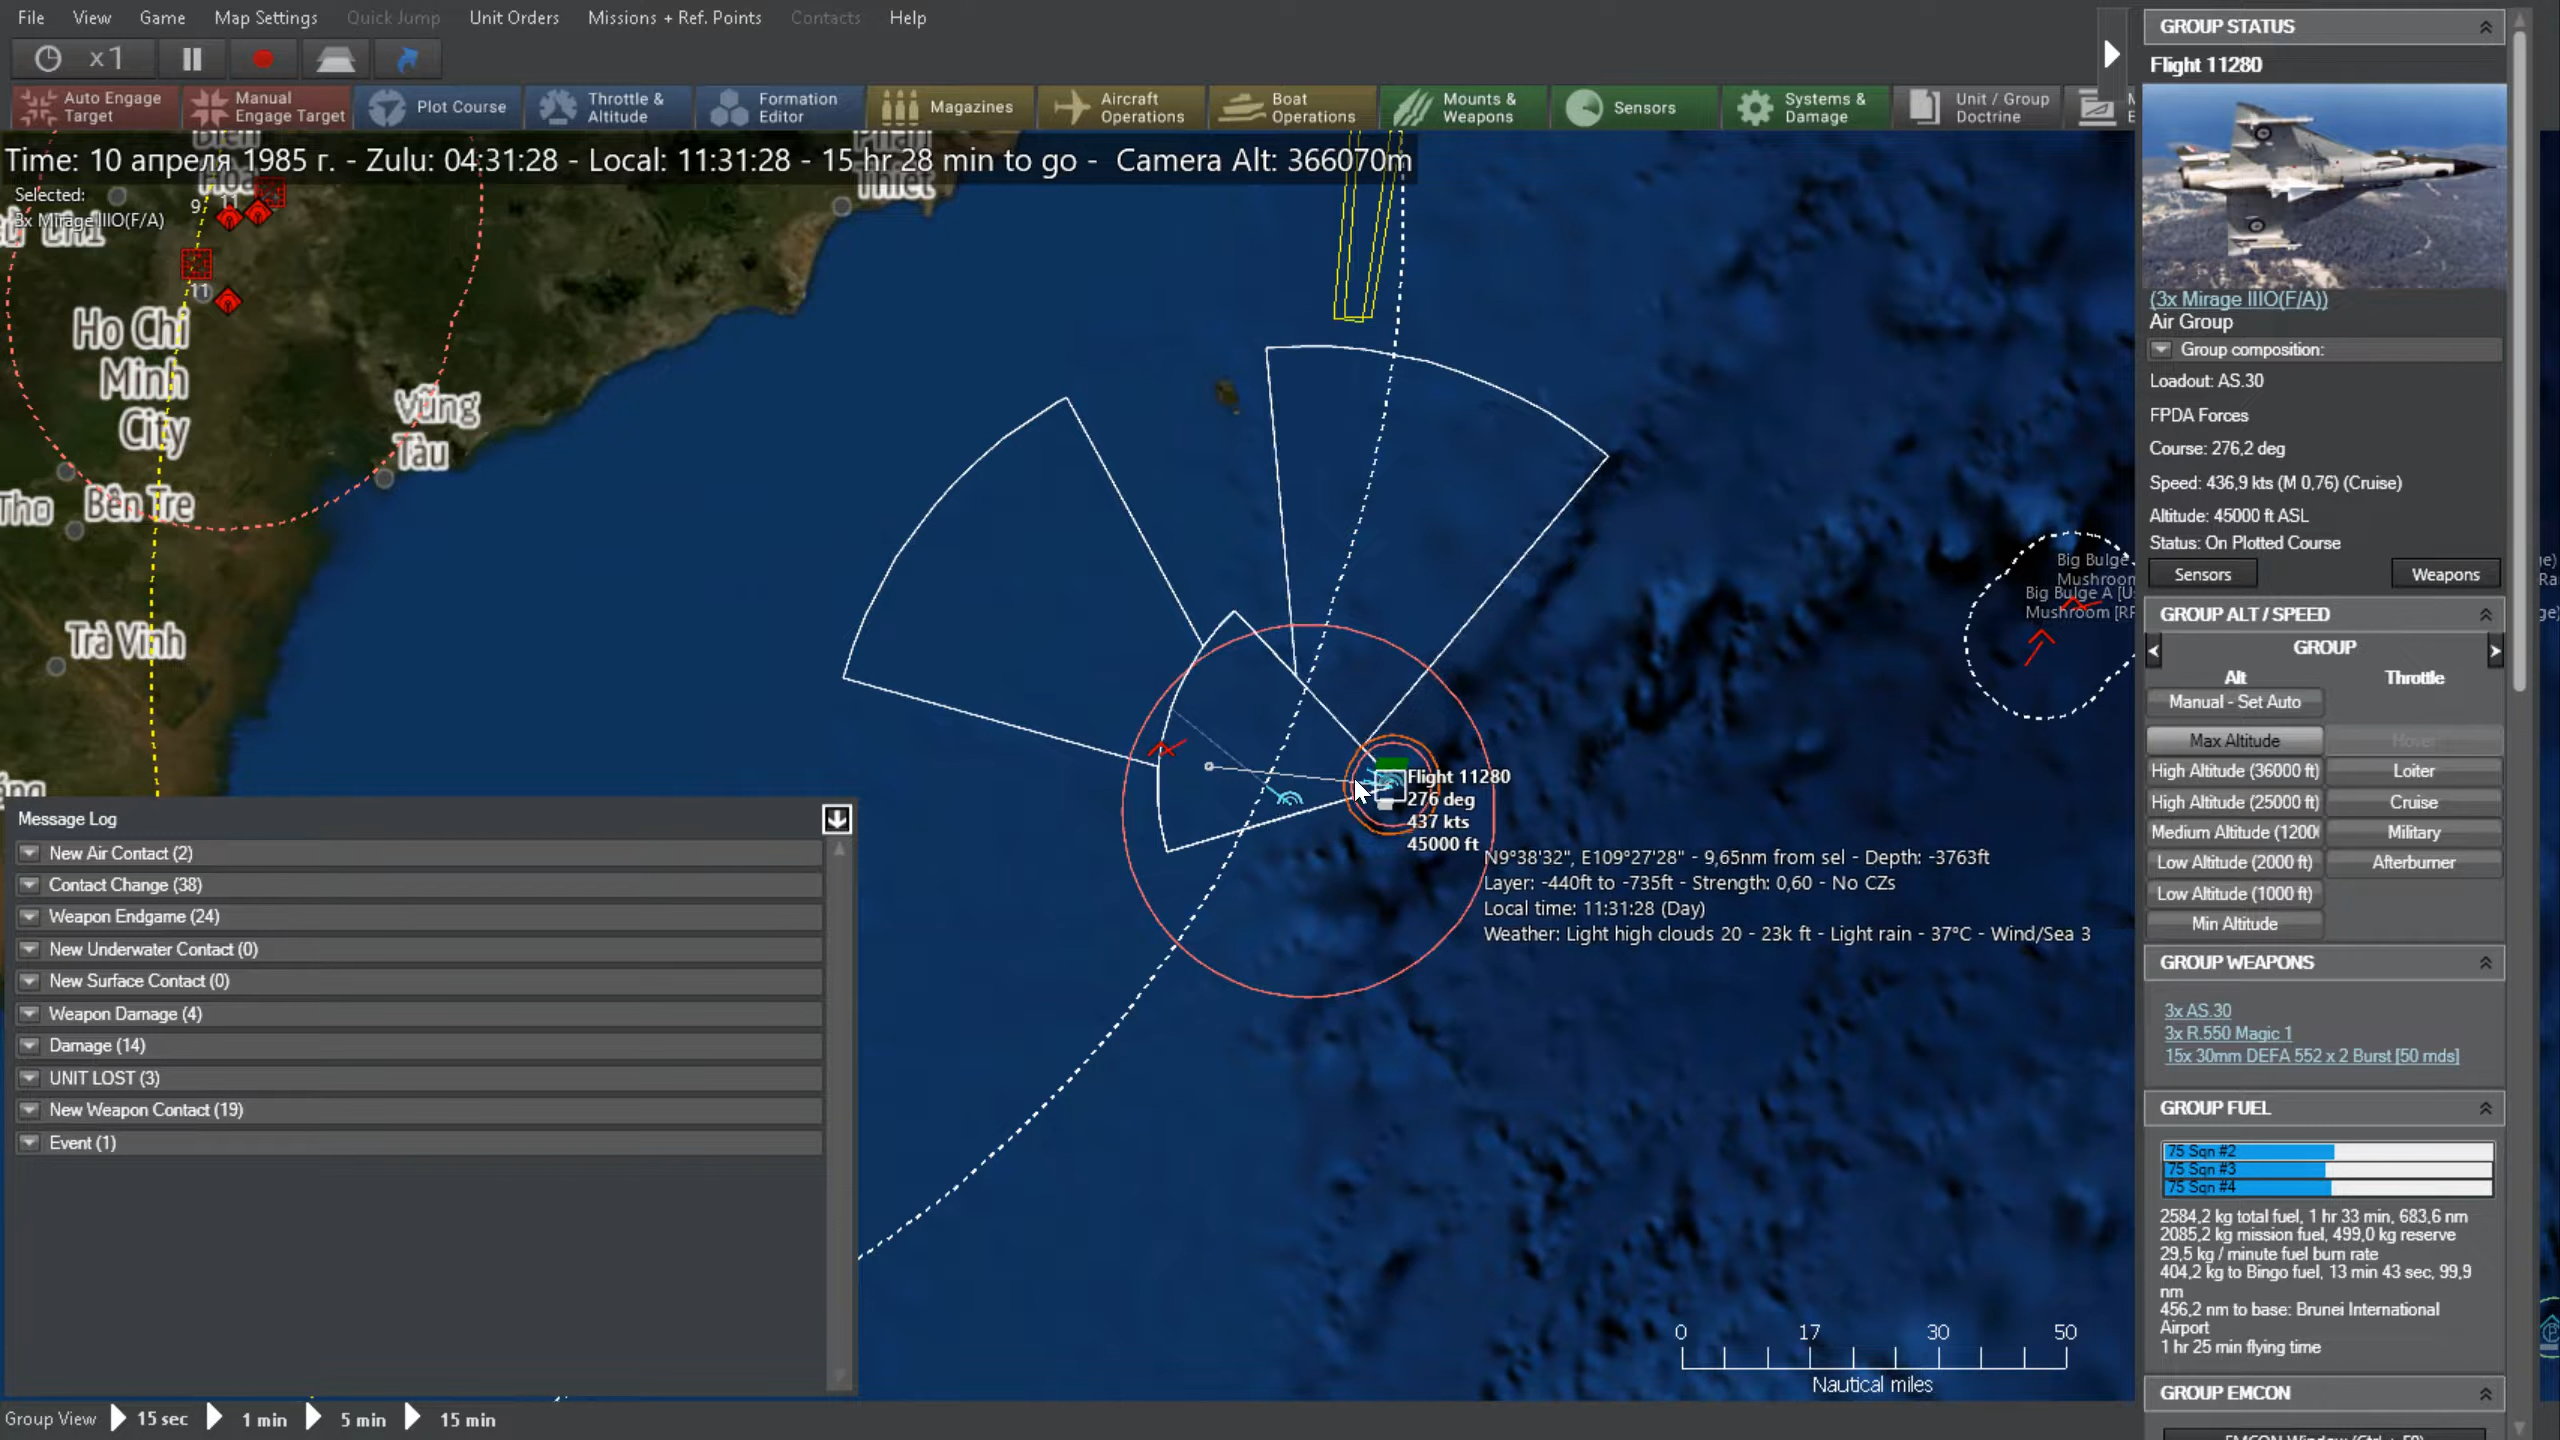 File View Game Map Settings Quick Jump Unit Orders Missions + Ref. Points Contacts Help
x1
Auto Engage Target
Manual Engage Target
Plot Course
Throttle & Altitude
Formation Editor
Magazines
Aircraft Operations
Boat Operations
Mounts & Weapons
Sensors
Systems & Damage
Unit / Group Doctrine
Time: 10 апреля 1985 г. - Zulu: 04:31:28 - Local: 11:31:28 - 15 hr 28 min to go - Camera Alt: 366070m
Selected:
3x Mirage IIIO(F/A)
Thiết
9
11
11
Ho Chi
Minh
City
Vũng
Tàu
Tho
Bên Tre
Trà Vinh
Big Bulge
Mushroom
Big Bulge A [U
Mushroom [RF
Flight 11280
276 deg
437 kts
45000 ft
N9°38'32", E109°27'28" - 9,65nm from sel - Depth: -3763ft
Layer: -440ft to -735ft - Strength: 0,60 - No CZs
Local time: 11:31:28 (Day)
Weather: Light high clouds 20 - 23k ft - Light rain - 37°C - Wind/Sea 3
Message Log
New Air Contact (2)
Contact Change (38)
Weapon Endgame (24)
New Underwater Contact (0)
New Surface Contact (0)
Weapon Damage (4)
Damage (14)
UNIT LOST (3)
New Weapon Contact (19)
Event (1)
0 17 30 50
Nautical miles
Group View 15 sec 1 min 5 min 15 min
GROUP STATUS
Flight 11280
(3x Mirage IIIO(F/A))
Air Group
Group composition:
Loadout: AS.30
FPDA Forces
Course: 276,2 deg
Speed: 436,9 kts (M 0,76) (Cruise)
Altitude: 45000 ft ASL
Status: On Plotted Course
Sensors Weapons
GROUP ALT / SPEED
GROUP
Alt Throttle
Manual - Set Auto
Max Altitude Hover
High Altitude (36000 ft) Loiter
High Altitude (25000 ft) Cruise
Medium Altitude (1200 Military
Low Altitude (2000 ft) Afterburner
Low Altitude (1000 ft)
Min Altitude
GROUP WEAPONS
3x AS.30
3x R.550 Magic 1
15x 30mm DEFA 552 x 2 Burst [50 rnds]
GROUP FUEL
75 Sqn #2
75 Sqn #3
75 Sqn #4
2584,2 kg total fuel, 1 hr 33 min, 683,6 nm
2085,2 kg mission fuel, 499,0 kg reserve
29,5 kg / minute fuel burn rate
404,2 kg to Bingo fuel, 13 min 43 sec, 99,9
nm
456,2 nm to base: Brunei International
Airport
1 hr 25 min flying time
GROUP EMCON